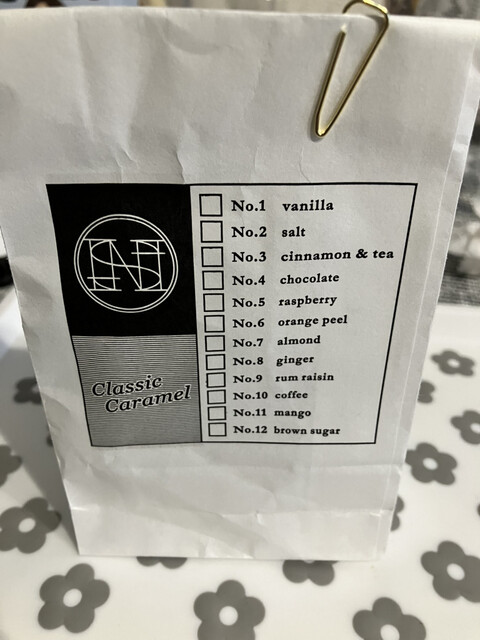 No.1 vanilla
No.2 salt
No.3 cinnamon & tea
No.4 chocolate
No.5 raspberry
No.6 orange peel
No.7 almond
No.8 ginger
No.9 rum raisin
No.10 coffee
No.11 mango
No.12 brown sugar
Classic
Caramel